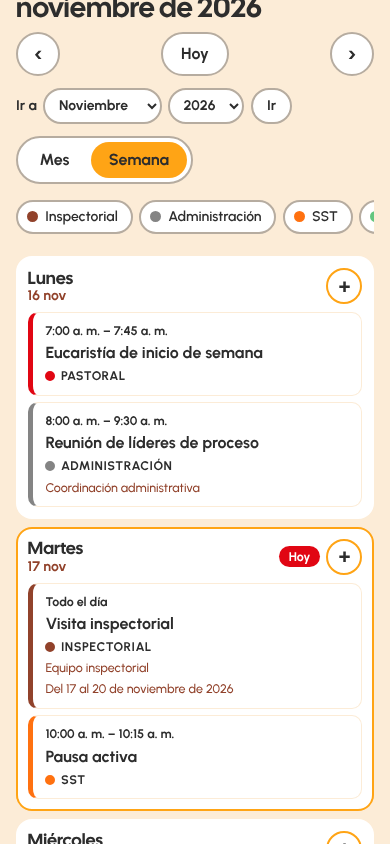 noviembre de 2026
‹
Hoy
›
Ir a
Noviembre
2026
Ir
Mes
Semana
Inspectorial
Administración
SST
Lunes
16 nov
+
7:00 a. m. – 7:45 a. m.
Eucaristía de inicio de semana
PASTORAL
8:00 a. m. – 9:30 a. m.
Reunión de líderes de proceso
ADMINISTRACIÓN
Coordinación administrativa
Martes
17 nov
Hoy
+
Todo el día
Visita inspectorial
INSPECTORIAL
Equipo inspectorial
Del 17 al 20 de noviembre de 2026
10:00 a. m. – 10:15 a. m.
Pausa activa
SST
Miércoles